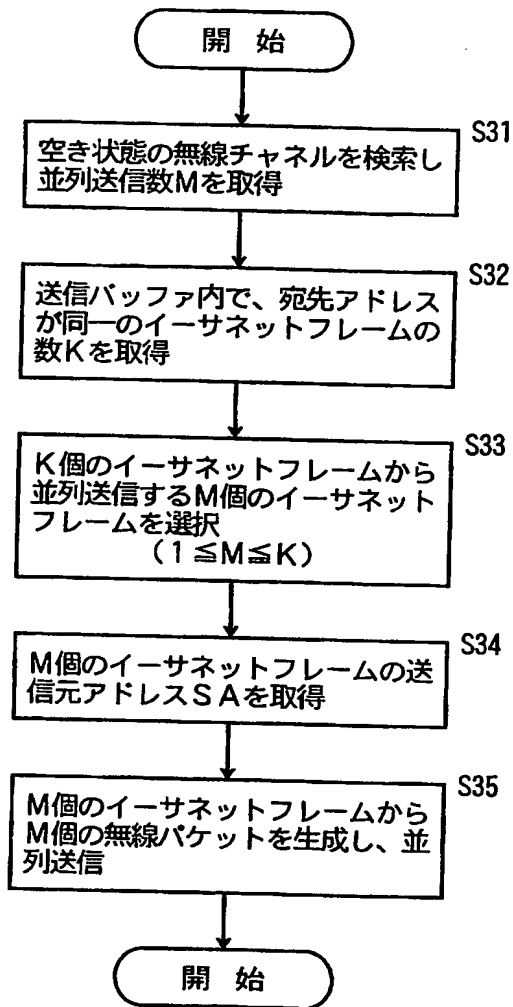 開 始
S31
空き状態の無線チャネルを検索し
並列送信数Mを取得
S32
送信バッファ内で、宛先アドレス
が同一のイーサネットフレームの
数Kを取得
S33
K個のイーサネットフレームから
並列送信するM個のイーサネット
フレームを選択
(1≦M≦K)
S34
M個のイーサネットフレームの送
信元アドレスSAを取得
S35
M個のイーサネットフレームから
M個の無線パケットを生成し、並
列送信
開 始